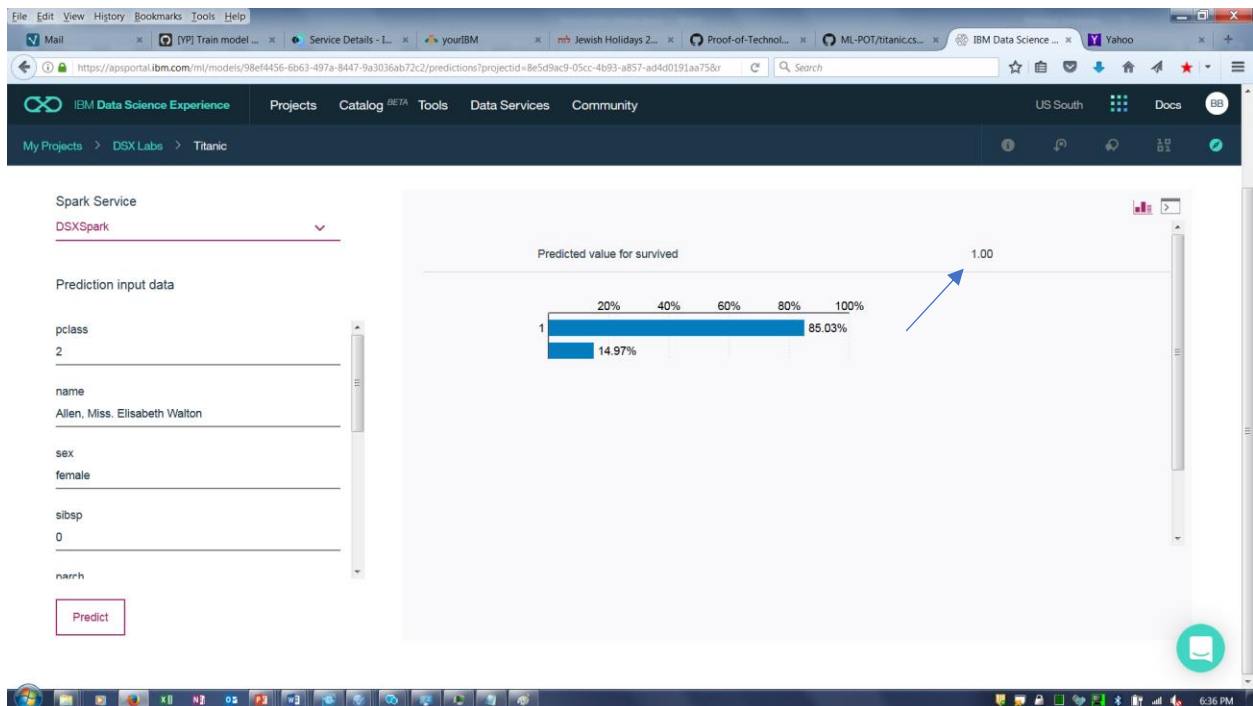 File Edit View History Bookmarks Tools Help
Mail
[YP] Train model ...
Service Details - I...
yourIBM
Jewish Holidays 2...
Proof-of-Technol...
ML-POT/titanic.cs...
IBM Data Science ...
Yahoo
https://apsportal.ibm.com/ml/models/98ef4456-6b63-497a-8447-9a3036ab72c2/predictions?projectid=8e5d9ac9-05cc-4b93-a857-ad4d0191aa75&r
Search
IBM Data Science Experience Projects Catalog BETA Tools Data Services Community US South Docs BB
My Projects > DSX Labs > Titanic
Spark Service
DSXSpark
Prediction input data
pclass
2
name
Allen, Miss. Elisabeth Walton
sex
female
sibsp
0
parch
Predict
Predicted value for survived 1.00
20% 40% 60% 80% 100%
1 85.03%
14.97%
6:36 PM